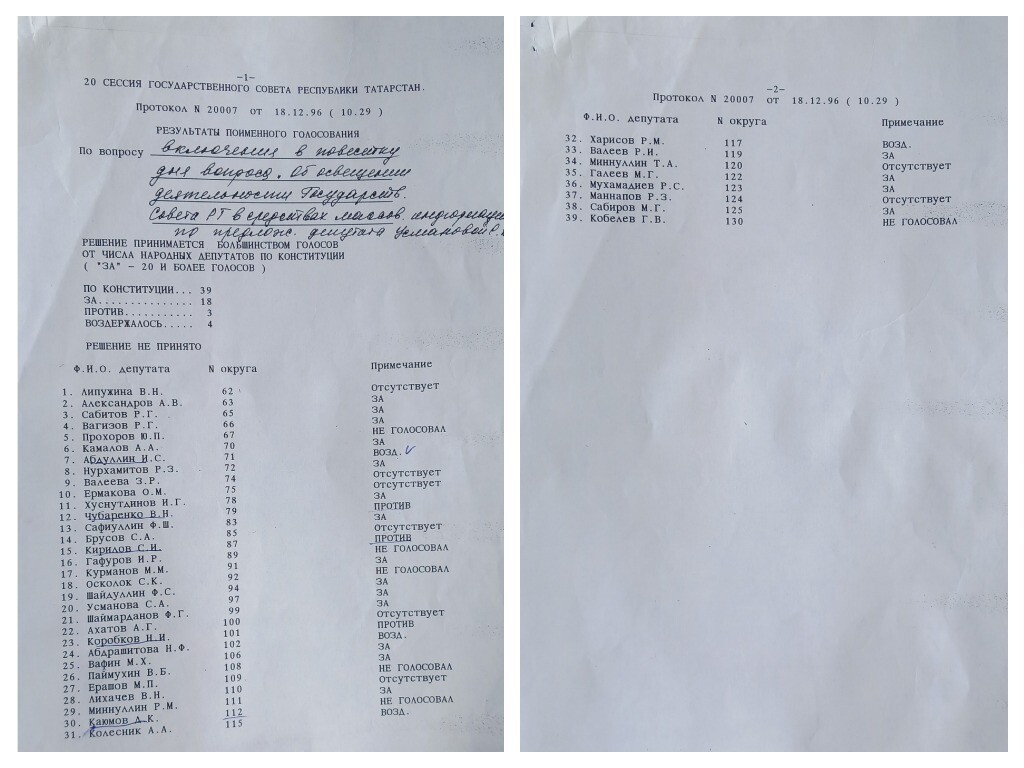 -1-
20 СЕССИЯ ГОСУДАРСТВЕННОГО СОВЕТА РЕСПУБЛИКИ ТАТАРСТАН.
Протокол N 20007 от 18.12.96 ( 10.29 )
РЕЗУЛЬТАТЫ ПОИМЕННОГО ГОЛОСОВАНИЯ
По вопросу включения в повестку
дня вопроса "Об освещении
деятельности Государств.
Совета РТ в средствах массов. информации
по предлож. депутата Усмановой
РЕШЕНИЕ ПРИНИМАЕТСЯ БОЛЬШИНСТВОМ ГОЛОСОВ
ОТ ЧИСЛА НАРОДНЫХ ДЕПУТАТОВ ПО КОНСТИТУЦИИ
( "ЗА" - 20 И БОЛЕЕ ГОЛОСОВ )
ПО КОНСТИТУЦИИ... 39
ЗА............... 18
ПРОТИВ........... 3
ВОЗДЕРЖАЛОСЬ..... 4
РЕШЕНИЕ НЕ ПРИНЯТО
Ф.И.О. депутата N округа Примечание
1. Липужина В.Н. 62 Отсутствует
2. Александров А.В. 63 ЗА
3. Сабитов Р.Г. 65 ЗА
4. Вагизов Р.Г. 66 ЗА
5. Прохоров Ю.П. 67 НЕ ГОЛОСОВАЛ
6. Камалов А.А. 70 ЗА
7. Абдуллин И.С. 71 ВОЗД.
8. Нурхамитов Р.З. 72 ЗА
9. Валеева З.Р. 74 Отсутствует
10. Ермакова О.М. 75 Отсутствует
11. Хуснутдинов И.Г. 78 ЗА
12. Чубаренко В.Н. 79 ПРОТИВ
13. Сафиуллин Ф.Ш. 83 ЗА
14. Брусов С.А. 85 Отсутствует
15. Кирилов С.И. 87 ПРОТИВ
16. Гафуров И.Р. 89 НЕ ГОЛОСОВАЛ
17. Курманов М.М. 91 ЗА
18. Осколок С.К. 92 НЕ ГОЛОСОВАЛ
19. Шайдуллин Ф.С. 94 ЗА
20. Усманова С.А. 97 ЗА
21. Шаймарданов Ф.Г. 99 ЗА
22. Ахатов А.Г. 100 Отсутствует
23. Коробков Н.И. 101 ПРОТИВ
24. Абдрашитова Н.Ф. 102 ВОЗД.
25. Вафин М.Х. 106 ЗА
26. Паймухин В.Б. 108 ЗА
27. Ерашов М.П. 109 НЕ ГОЛОСОВАЛ
28. Лихачев В.Н. 110 Отсутствует
29. Миннуллин Р.М. 111 ЗА
30. Каюмов Д.К. 112 НЕ ГОЛОСОВАЛ
31. Колесник А.А. 115 ВОЗД.
-2-
Протокол N 20007 от 18.12.96 ( 10.29 )
Ф.И.О. депутата N округа Примечание
32. Харисов Р.М. 117 ВОЗД.
33. Валеев Р.И. 119 ЗА
34. Миннуллин Т.А. 120 Отсутствует
35. Галеев М.Г. 122 ЗА
36. Мухамадиев Р.С. 123 ЗА
37. Маннапов Р.З. 124 Отсутствует
38. Сабиров М.Г. 125 ЗА
39. Кобелев Г.В. 130 НЕ ГОЛОСОВАЛ